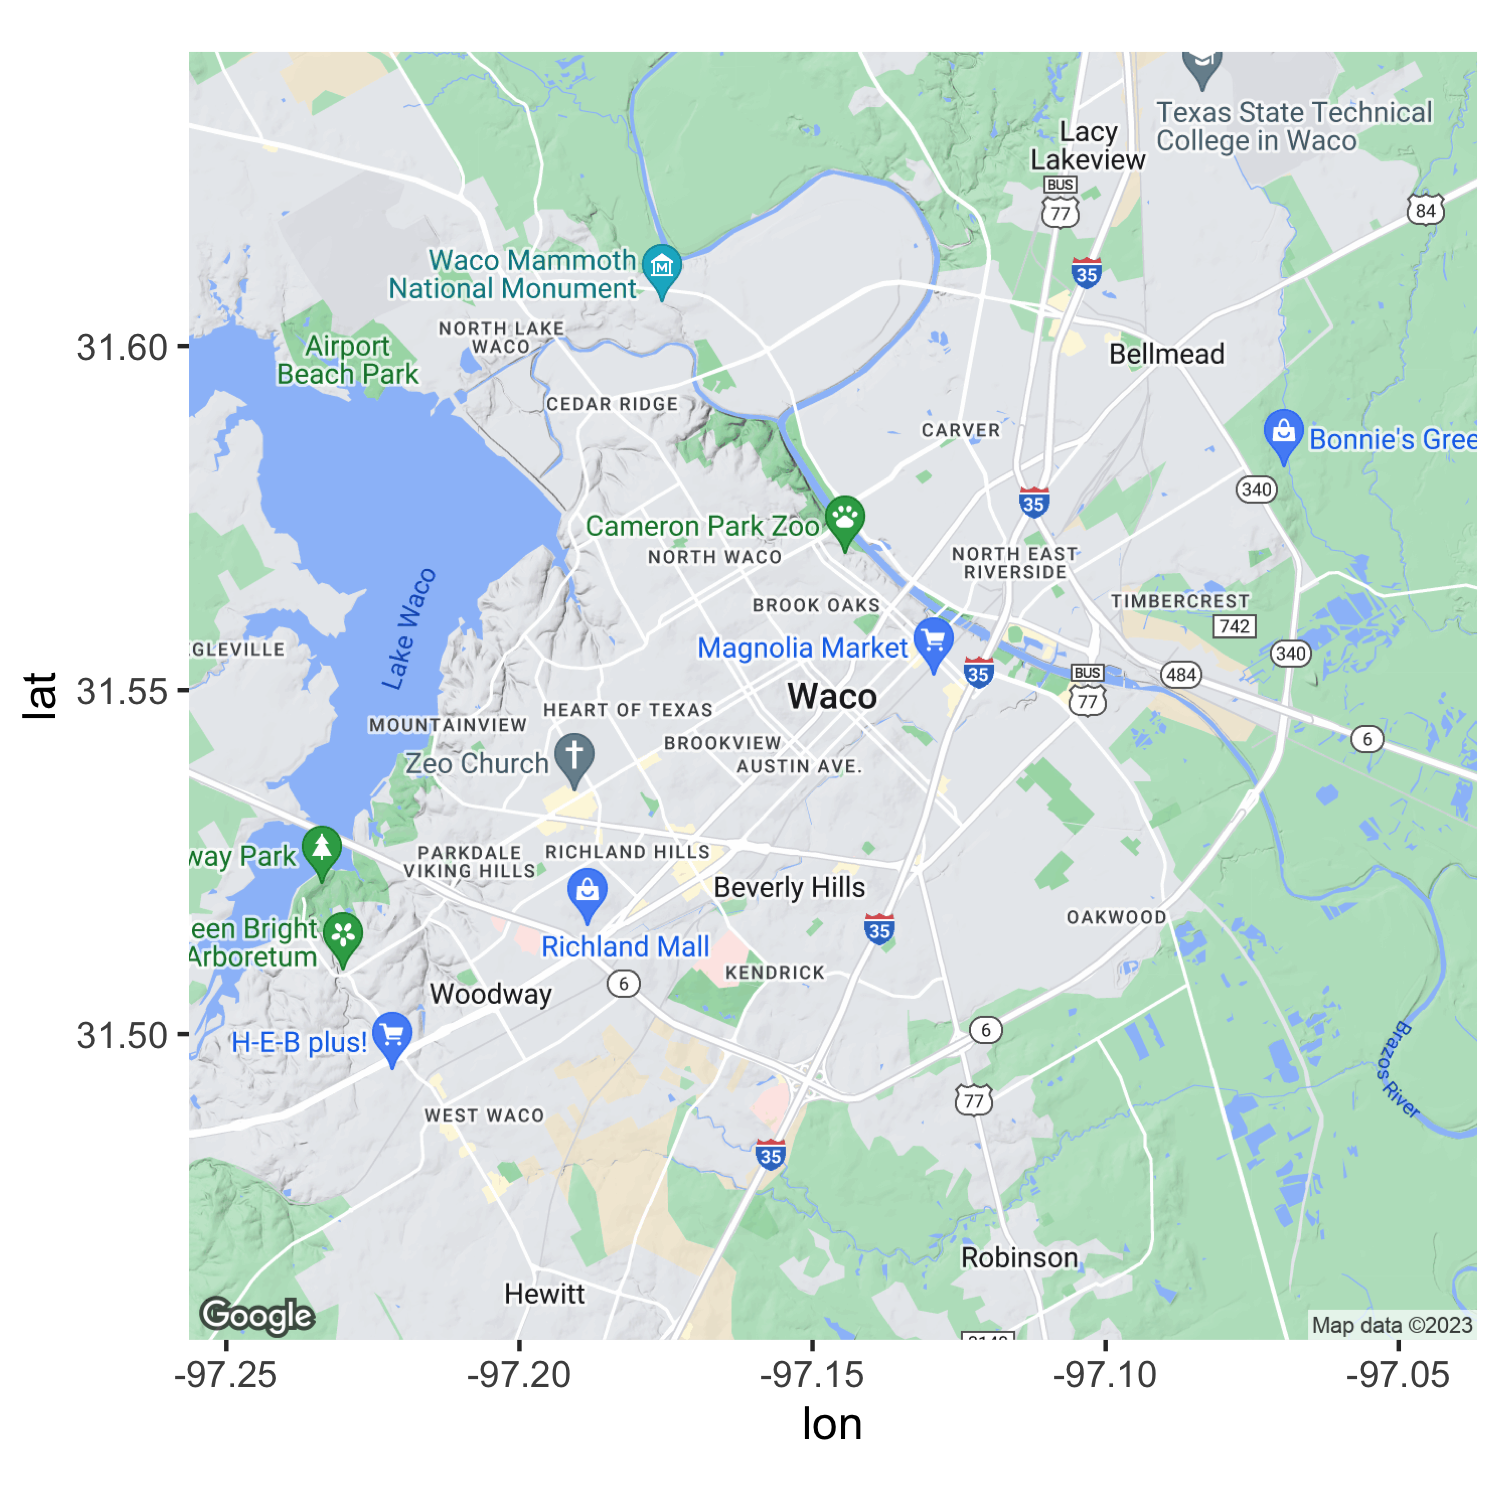 Texas State Technical
College in Waco
Lacy
Lakeview
BUS
77
84
35
Waco Mammoth
National Monument
NORTH LAKE
WACO
Airport
Beach Park
31.60
Bellmead
CEDAR RIDGE
CARVER
Bonnie's Gree
340
35
Cameron Park Zoo
NORTH WACO
NORTH EAST
RIVERSIDE
Lake Waco
BROOK OAKS
TIMBERCREST
742
GLEVILLE
Magnolia Market
340
35
BUS
77
484
31.55
lat
Waco
HEART OF TEXAS
MOUNTAINVIEW
6
BROOKVIEW
AUSTIN AVE.
Zeo Church
way Park
PARKDALE
VIKING HILLS
RICHLAND HILLS
Beverly Hills
OAKWOOD
een Bright
Arboretum
35
Richland Mall
KENDRICK
6
Woodway
31.50
H-E-B plus!
6
Brazos River
77
WEST WACO
35
Robinson
Hewitt
Google
Map data ©2023
-97.25
-97.20
-97.15
-97.10
-97.05
lon